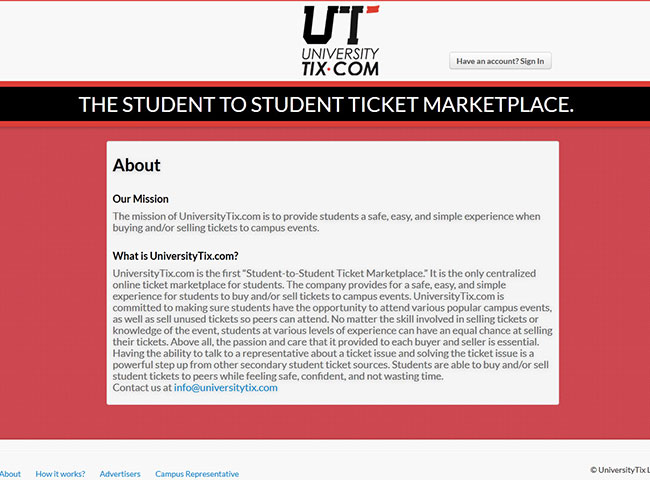 UT
UNIVERSITY
TIX·COM
Have an account? Sign In
THE STUDENT TO STUDENT TICKET MARKETPLACE.
About
Our Mission
The mission of UniversityTix.com is to provide students a safe, easy, and simple experience when
buying and/or selling tickets to campus events.
What is UniversityTix.com?
UniversityTix.com is the first "Student-to-Student Ticket Marketplace." It is the only centralized
online ticket marketplace for students. The company provides for a safe, easy, and simple
experience for students to buy and/or sell tickets to campus events. UniversityTix.com is
committed to making sure students have the opportunity to attend various popular campus events,
as well as sell unused tickets so peers can attend. No matter the skill involved in selling tickets or
knowledge of the event, students at various levels of experience can have an equal chance at selling
their tickets. Above all, the passion and care that it provided to each buyer and seller is essential.
Having the ability to talk to a representative about a ticket issue and solving the ticket issue is a
powerful step up from other secondary student ticket sources. Students are able to buy and/or sell
student tickets to peers while feeling safe, confident, and not wasting time.
Contact us at info@universitytix.com
About How it works? Advertisers Campus Representative
© UniversityTix L